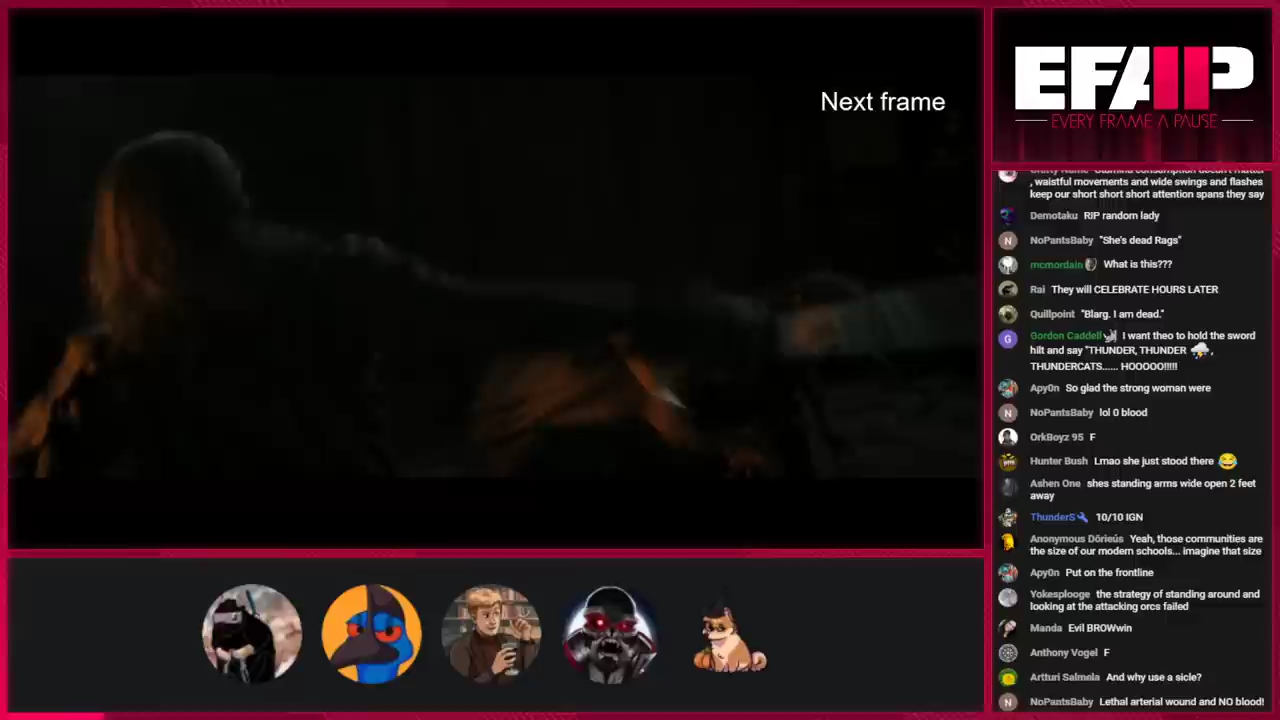 Next frame
EFAP
EVERY FRAME A PAUSE
, waistful movements and wide swings and flashes
keep our short short short attention spans they say
Demotaku RIP random lady
N NoPantsBaby "She's dead Rags"
mcmordain What is this???
Rai They will CELEBRATE HOURS LATER
Quillpoint "Blarg. I am dead."
G Gordon Caddell I want theo to hold the sword
hilt and say "THUNDER, THUNDER ,
THUNDERCATS...... HOOOOO!!!!!
Apy0n So glad the strong woman were
N NoPantsBaby lol 0 blood
OrkBoyz 95 F
Hunter Bush Lmao she just stood there
Ashen One shes standing arms wide open 2 feet
away
ThunderS 10/10 IGN
Anonymous Dōrieús Yeah, those communities are
the size of our modern schools... imagine that size
Apy0n Put on the frontline
Yokesplooge the strategy of standing around and
looking at the attacking orcs failed
Manda Evil BROWwin
Anthony Vogel F
Artturi Salmela And why use a sicle?
N NoPantsBaby Lethal arterial wound and NO blood!